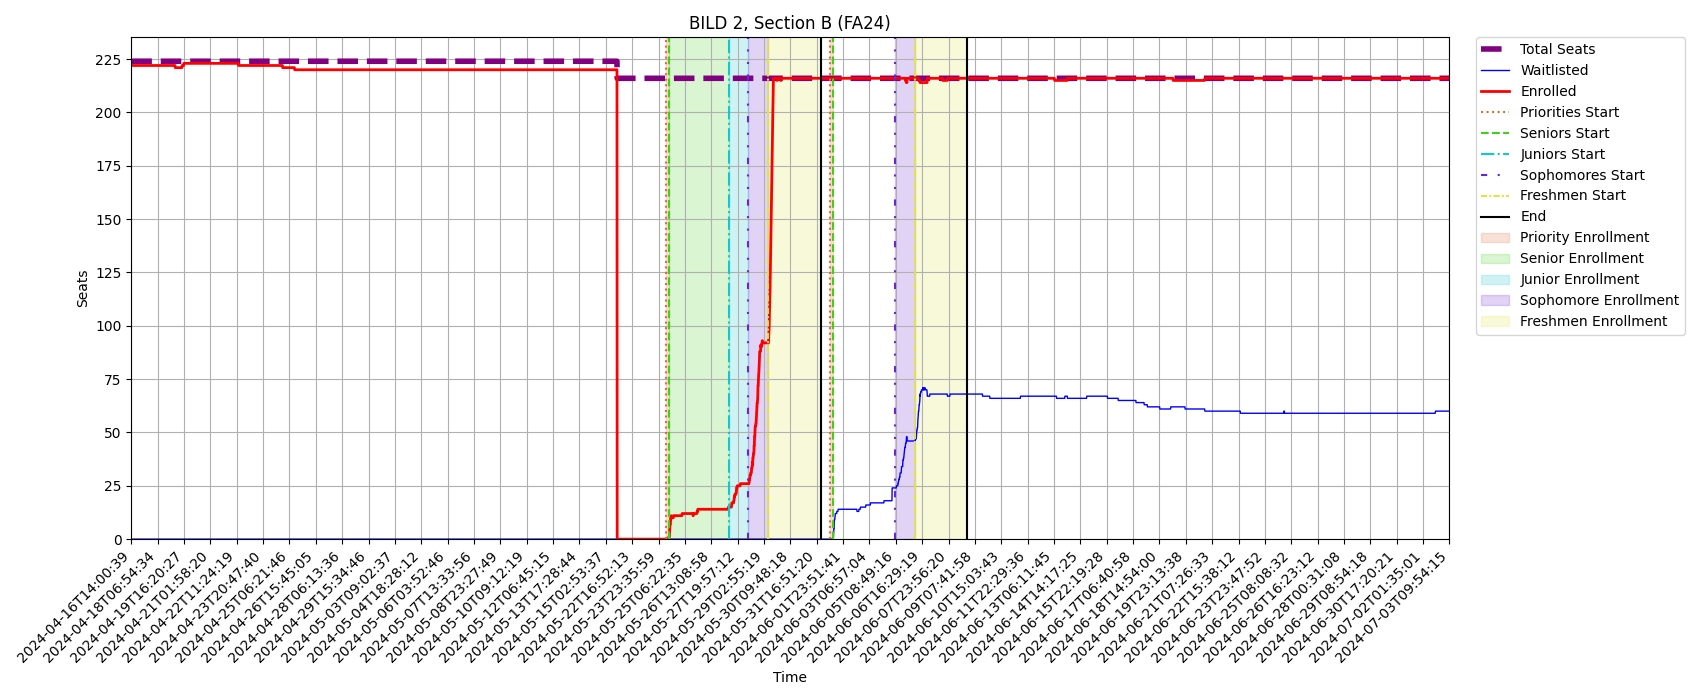 BILD 2, Section B (FA24)
Seats
225
200
175
150
125
100
75
50
25
0
2024-04-16T14:00:39
2024-04-18T06:54:34
2024-04-19T16:20:27
2024-04-21T01:58:20
2024-04-22T11:24:19
2024-04-23T20:47:40
2024-04-25T06:21:46
2024-04-26T15:45:05
2024-04-28T06:13:36
2024-04-29T15:34:46
2024-05-03T09:02:37
2024-05-04T18:28:12
2024-05-06T03:52:46
2024-05-07T13:33:56
2024-05-08T23:27:49
2024-05-10T09:12:19
2024-05-12T06:45:15
2024-05-13T17:28:44
2024-05-15T02:53:37
2024-05-22T16:52:13
2024-05-23T23:35:59
2024-05-25T06:22:35
2024-05-26T13:08:58
2024-05-27T19:57:12
2024-05-29T02:55:19
2024-05-30T09:48:18
2024-05-31T16:51:20
2024-06-01T23:51:41
2024-06-03T06:57:04
2024-06-05T08:49:16
2024-06-06T16:29:19
2024-06-07T23:56:20
2024-06-09T07:41:58
2024-06-10T15:03:43
2024-06-11T22:29:36
2024-06-13T06:11:45
2024-06-14T14:17:25
2024-06-15T22:19:28
2024-06-17T06:40:58
2024-06-18T14:54:00
2024-06-19T23:13:38
2024-06-21T07:26:33
2024-06-22T15:38:12
2024-06-23T23:47:52
2024-06-25T08:08:32
2024-06-26T16:23:12
2024-06-28T00:31:08
2024-06-29T08:54:18
2024-06-30T17:20:21
2024-07-02T01:35:01
2024-07-03T09:54:15
Time
Total Seats
Waitlisted
Enrolled
Priorities Start
Seniors Start
Juniors Start
Sophomores Start
Freshmen Start
End
Priority Enrollment
Senior Enrollment
Junior Enrollment
Sophomore Enrollment
Freshmen Enrollment